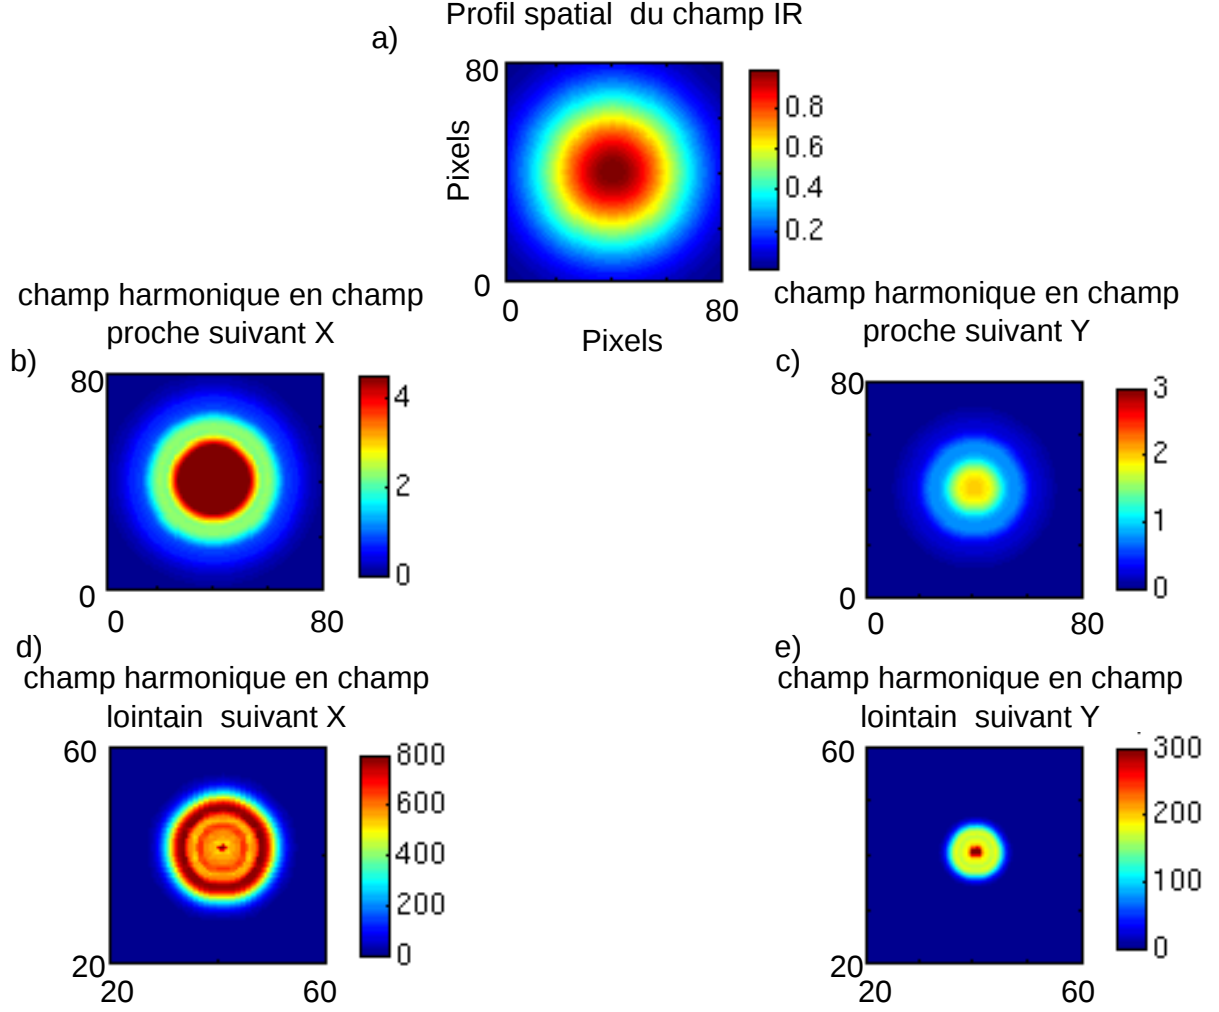 Profil spatial  du champ IR
a)
80
Pixels
0
0
80
Pixels
0.8
0.6
0.4
0.2
champ harmonique en champ
proche suivant X
b)
80
0
0
80
4
2
0
champ harmonique en champ
proche suivant Y
c)
80
0
0
80
3
2
1
0
d)
champ harmonique en champ
lointain  suivant X
60
20
20
60
800
600
400
200
0
e)
champ harmonique en champ
lointain  suivant Y
60
20
20
60
300
200
100
0